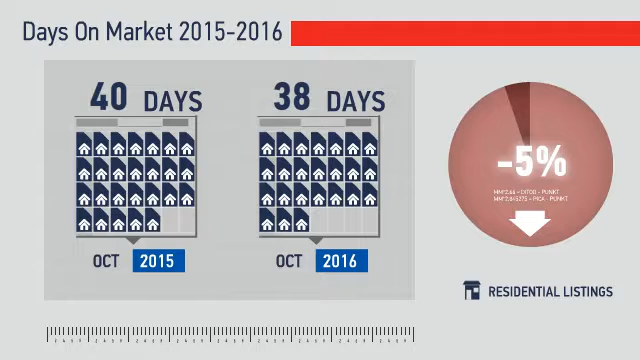 Days On Market 2015-2016
40 DAYS
38 DAYS
-5%
OCT 2015
OCT 2016
RESIDENTIAL LISTINGS